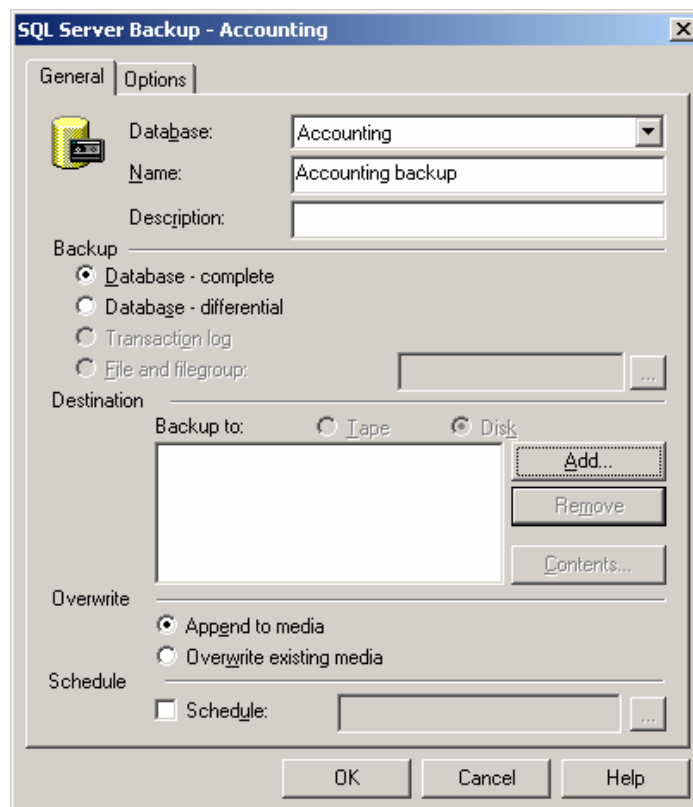 SQL Server Backup - Accounting
General
Options
Database: Accounting
Name: Accounting backup
Description:
Backup
Database - complete
Database - differential
Transaction log
File and filegroup: ...
Destination
Backup to: Tape Disk
Add...
Remove
Contents...
Overwrite
Append to media
Overwrite existing media
Schedule
Schedule: ...
OK Cancel Help